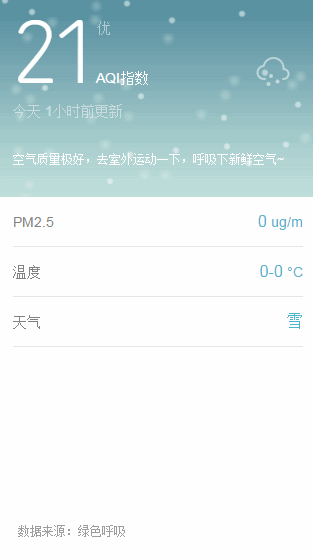 21 优
AQI指数
今天 1小时前更新
空气质量极好，去室外运动一下，呼吸下新鲜空气~
PM2.5 0 ug/m
温度 0-0 °C
天气 雪
数据来源：绿色呼吸